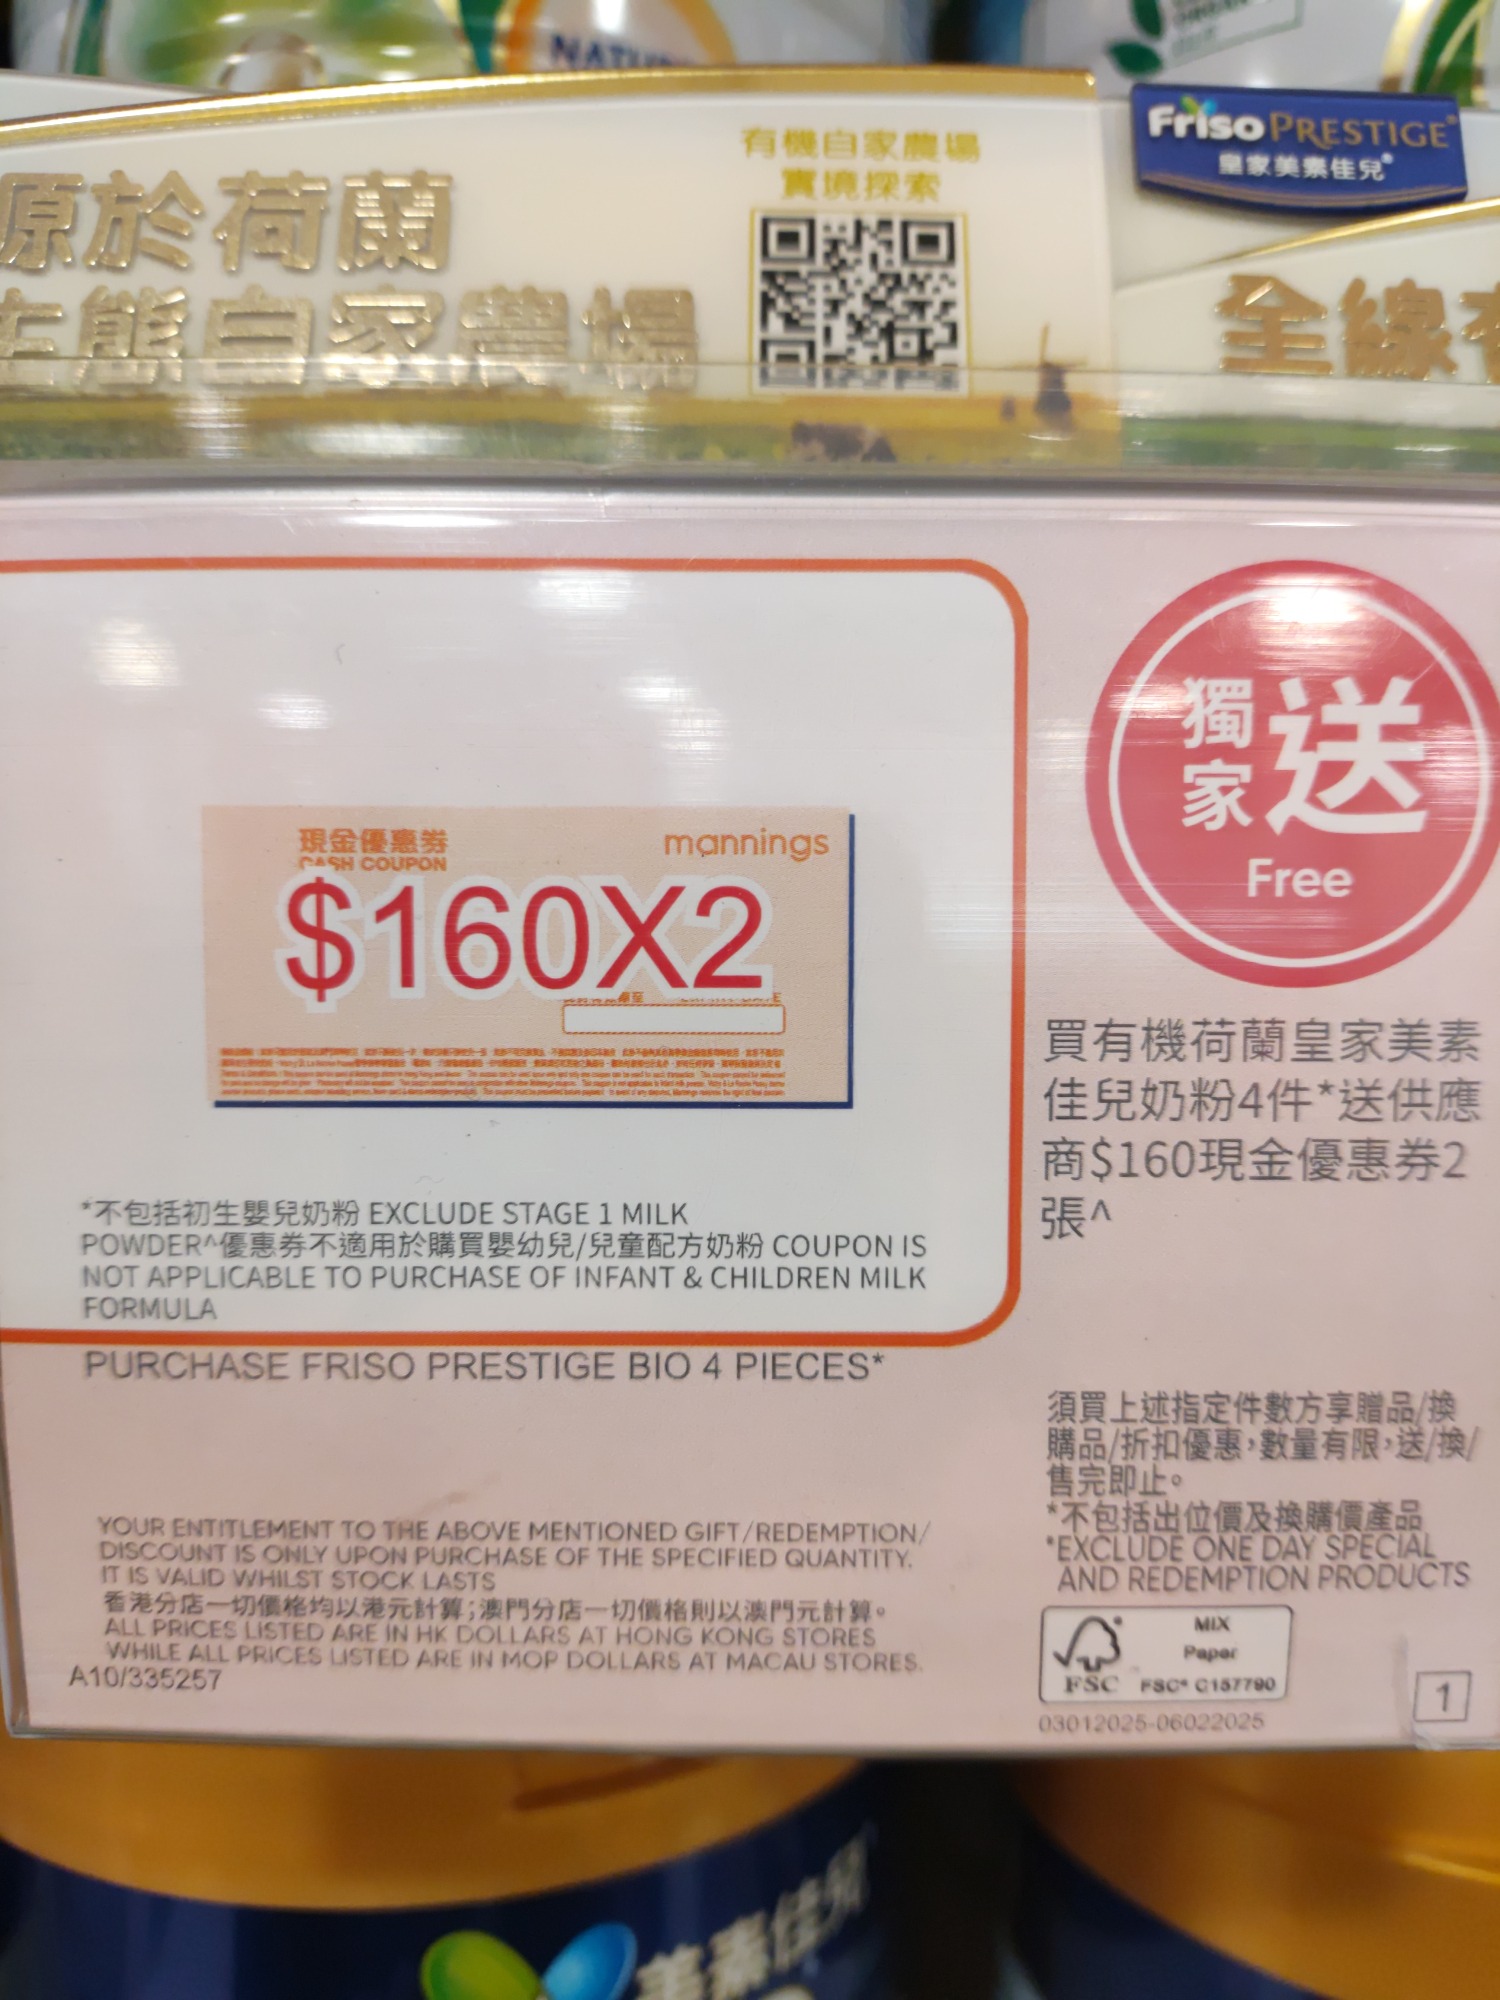 NATU
有機自家農場
實境探索
Friso PRESTIGE
皇家美素佳兒®
源於荷蘭
生態自家農場
全線
獨家送
Free
現金優惠券
CASH COUPON
mannings
$160X2
買有機荷蘭皇家美素
佳兒奶粉4件*送供應
商$160現金優惠券2
張^
*不包括初生嬰兒奶粉 EXCLUDE STAGE 1 MILK
POWDER^優惠券不適用於購買嬰幼兒/兒童配方奶粉 COUPON IS
NOT APPLICABLE TO PURCHASE OF INFANT & CHILDREN MILK
FORMULA
PURCHASE FRISO PRESTIGE BIO 4 PIECES*
須買上述指定件數方享贈品/換
購品/折扣優惠,數量有限,送/換/
售完即止。
*不包括出位價及換購價產品
*EXCLUDE ONE DAY SPECIAL
AND REDEMPTION PRODUCTS
YOUR ENTITLEMENT TO THE ABOVE MENTIONED GIFT/REDEMPTION/
DISCOUNT IS ONLY UPON PURCHASE OF THE SPECIFIED QUANTITY.
IT IS VALID WHILST STOCK LASTS
香港分店一切價格均以港元計算;澳門分店一切價格則以澳門元計算。
ALL PRICES LISTED ARE IN HK DOLLARS AT HONG KONG STORES
WHILE ALL PRICES LISTED ARE IN MOP DOLLARS AT MACAU STORES.
A10/335257
MIX
Paper
FSC FSC® C157790
03012025-06022025
1
美素佳兒